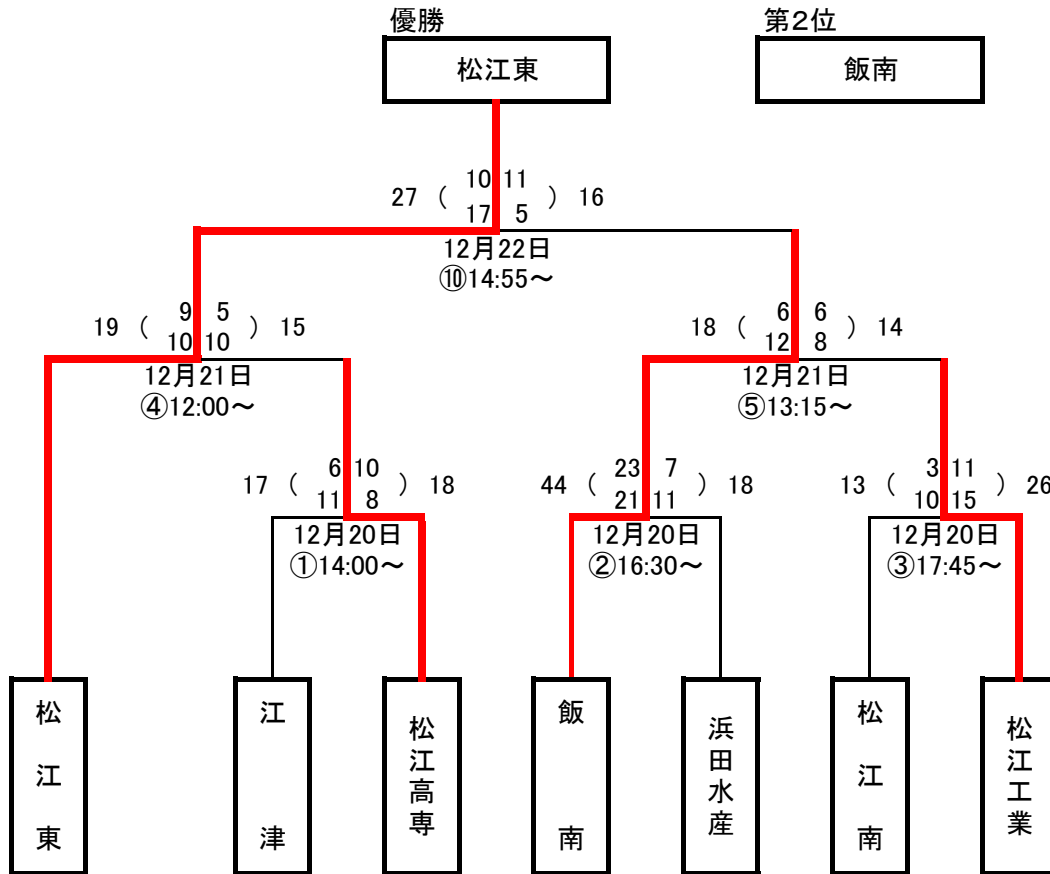 優勝
第2位
松江東
飯南
10 11
27 ( ) 16
17 5
12月22日
⑩14:55～
9 5
19 ( ) 15
10 10
12月21日
④12:00～
6 6
18 ( ) 14
12 8
12月21日
⑤13:15～
6 10
17 ( ) 18
11 8
12月20日
①14:00～
23 7
44 ( ) 18
21 11
12月20日
②16:30～
3 11
13 ( ) 26
10 15
12月20日
③17:45～
松江東
江津
松江高専
飯南
浜田水産
松江南
松江工業